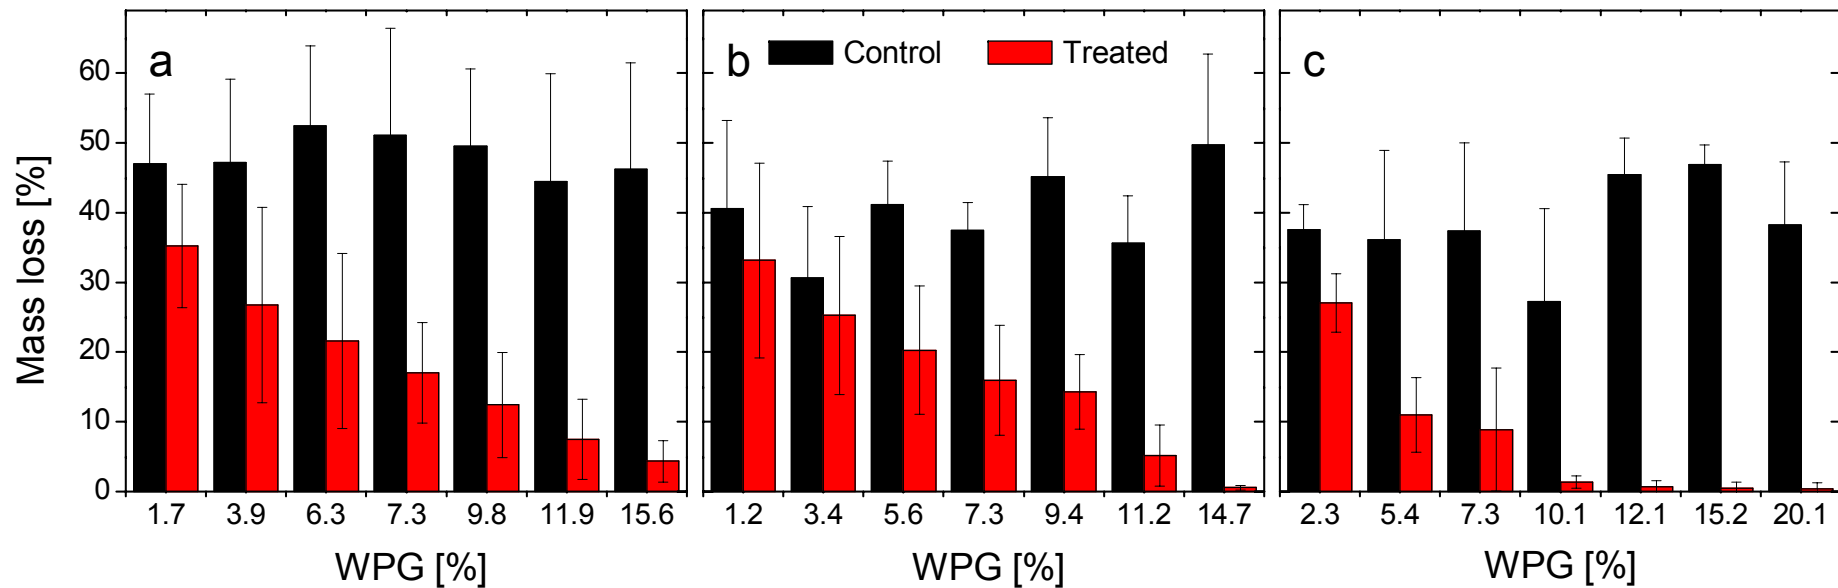 a
b
Control
Treated
c
Mass loss [%]
60
50
40
30
20
10
0
1.7 3.9 6.3 7.3 9.8 11.9 15.6
1.2 3.4 5.6 7.3 9.4 11.2 14.7
2.3 5.4 7.3 10.1 12.1 15.2 20.1
WPG [%]
WPG [%]
WPG [%]